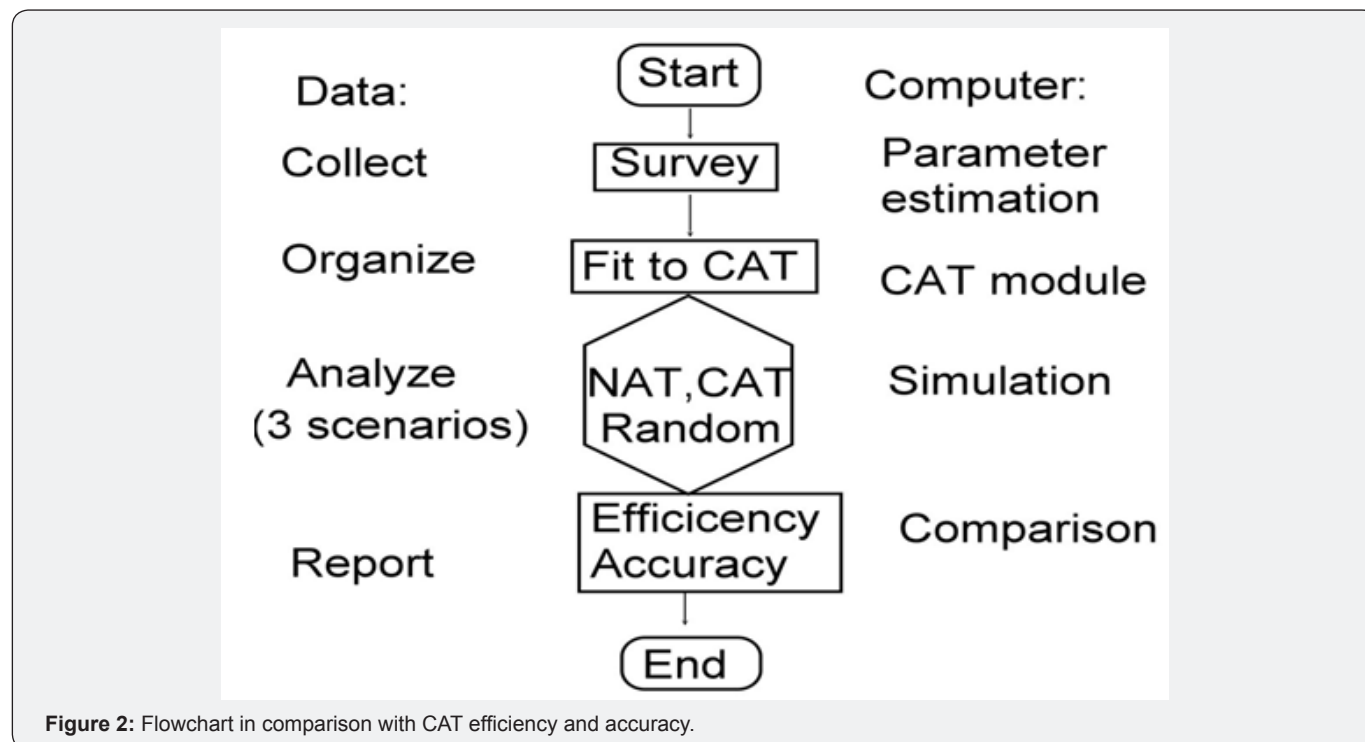 Data:
Start
Computer:
Collect
Survey
Parameter
estimation
Organize
Fit to CAT
CAT module
Analyze
(3 scenarios)
NAT,CAT
Random
Simulation
Report
Efficicency
Accuracy
Comparison
End
Figure 2: Flowchart in comparison with CAT efficiency and accuracy.